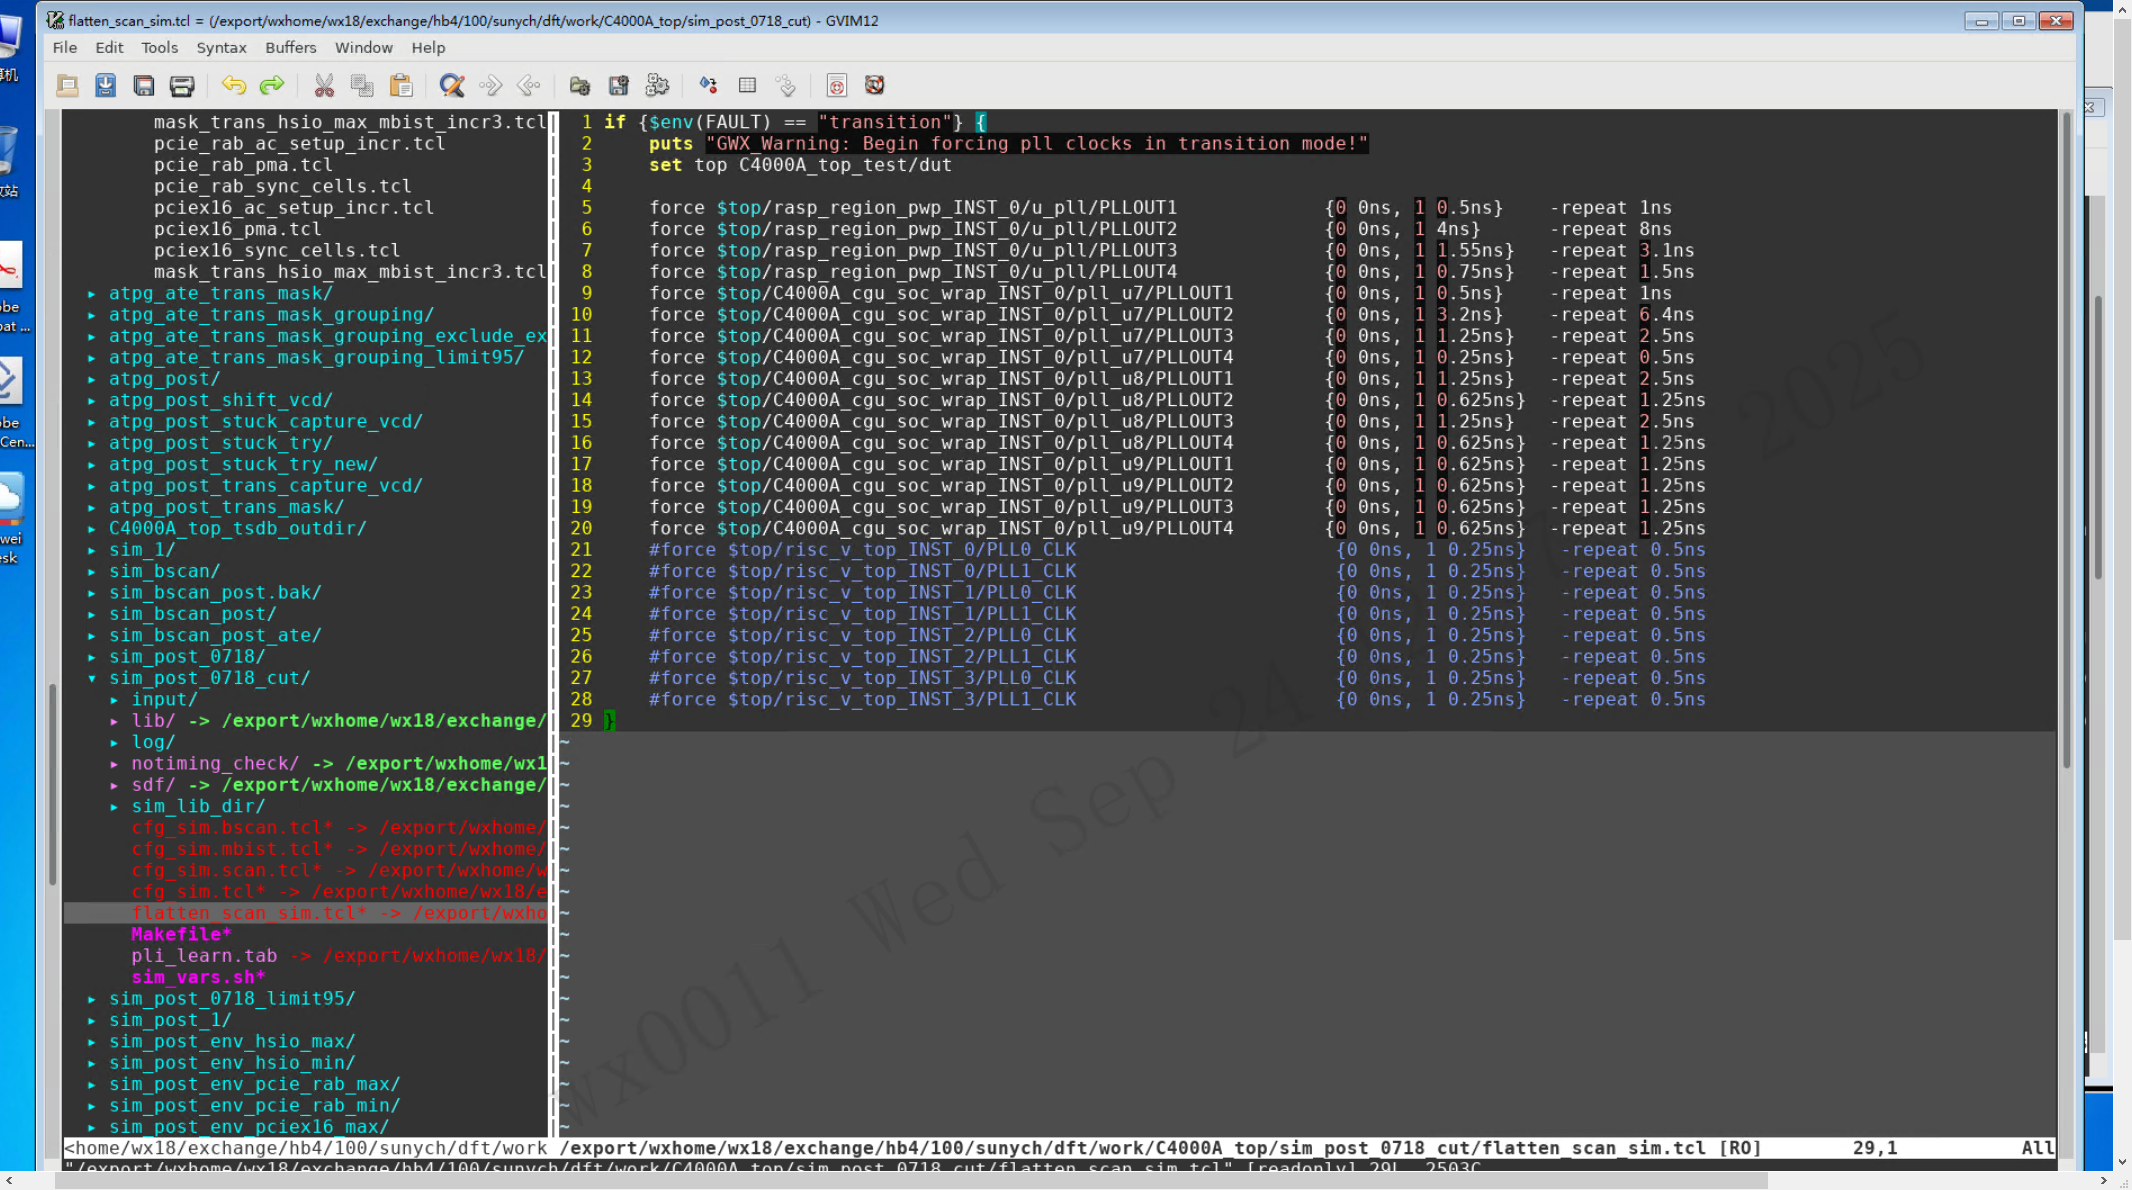 flatten_scan_sim.tcl = (/export/wxhome/wx18/exchange/hb4/100/sunych/dft/work/C4000A_top/sim_post_0718_cut) - GVIM12
File Edit Tools Syntax Buffers Window Help
mask_trans_hsio_max_mbist_incr3.tcl
pcie_rab_ac_setup_incr.tcl
pcie_rab_pma.tcl
pcie_rab_sync_cells.tcl
pciex16_ac_setup_incr.tcl
pciex16_pma.tcl
pciex16_sync_cells.tcl
mask_trans_hsio_max_mbist_incr3.tcl
▸ atpg_ate_trans_mask/
▸ atpg_ate_trans_mask_grouping/
▸ atpg_ate_trans_mask_grouping_exclude_ex
▸ atpg_ate_trans_mask_grouping_limit95/
▸ atpg_post/
▸ atpg_post_shift_vcd/
▸ atpg_post_stuck_capture_vcd/
▸ atpg_post_stuck_try/
▸ atpg_post_stuck_try_new/
▸ atpg_post_trans_capture_vcd/
▸ atpg_post_trans_mask/
▸ C4000A_top_tsdb_outdir/
▸ sim_1/
▸ sim_bscan/
▸ sim_bscan_post.bak/
▸ sim_bscan_post/
▸ sim_bscan_post_ate/
▸ sim_post_0718/
▾ sim_post_0718_cut/
▸ input/
▸ lib/ -> /export/wxhome/wx18/exchange/
▸ log/
▸ notiming_check/ -> /export/wxhome/wx1
▸ sdf/ -> /export/wxhome/wx18/exchange/
▸ sim_lib_dir/
cfg_sim.bscan.tcl* -> /export/wxhome/
cfg_sim.mbist.tcl* -> /export/wxhome/
cfg_sim.scan.tcl* -> /export/wxhome/w
cfg_sim.tcl* -> /export/wxhome/wx18/e
flatten_scan_sim.tcl* -> /export/wxho
Makefile*
pli_learn.tab -> /export/wxhome/wx18/
sim_vars.sh*
▸ sim_post_0718_limit95/
▸ sim_post_1/
▸ sim_post_env_hsio_max/
▸ sim_post_env_hsio_min/
▸ sim_post_env_pcie_rab_max/
▸ sim_post_env_pcie_rab_min/
▸ sim_post_env_pciex16_max/
1 if {$env(FAULT) == "transition"} {
2 puts "GWX_Warning: Begin forcing pll clocks in transition mode!"
3 set top C4000A_top_test/dut
4
5 force $top/rasp_region_pwp_INST_0/u_pll/PLLOUT1 {0 0ns, 1 0.5ns} -repeat 1ns
6 force $top/rasp_region_pwp_INST_0/u_pll/PLLOUT2 {0 0ns, 1 4ns} -repeat 8ns
7 force $top/rasp_region_pwp_INST_0/u_pll/PLLOUT3 {0 0ns, 1 1.55ns} -repeat 3.1ns
8 force $top/rasp_region_pwp_INST_0/u_pll/PLLOUT4 {0 0ns, 1 0.75ns} -repeat 1.5ns
9 force $top/C4000A_cgu_soc_wrap_INST_0/pll_u7/PLLOUT1 {0 0ns, 1 0.5ns} -repeat 1ns
10 force $top/C4000A_cgu_soc_wrap_INST_0/pll_u7/PLLOUT2 {0 0ns, 1 3.2ns} -repeat 6.4ns
11 force $top/C4000A_cgu_soc_wrap_INST_0/pll_u7/PLLOUT3 {0 0ns, 1 1.25ns} -repeat 2.5ns
12 force $top/C4000A_cgu_soc_wrap_INST_0/pll_u7/PLLOUT4 {0 0ns, 1 0.25ns} -repeat 0.5ns
13 force $top/C4000A_cgu_soc_wrap_INST_0/pll_u8/PLLOUT1 {0 0ns, 1 1.25ns} -repeat 2.5ns
14 force $top/C4000A_cgu_soc_wrap_INST_0/pll_u8/PLLOUT2 {0 0ns, 1 0.625ns} -repeat 1.25ns
15 force $top/C4000A_cgu_soc_wrap_INST_0/pll_u8/PLLOUT3 {0 0ns, 1 1.25ns} -repeat 2.5ns
16 force $top/C4000A_cgu_soc_wrap_INST_0/pll_u8/PLLOUT4 {0 0ns, 1 0.625ns} -repeat 1.25ns
17 force $top/C4000A_cgu_soc_wrap_INST_0/pll_u9/PLLOUT1 {0 0ns, 1 0.625ns} -repeat 1.25ns
18 force $top/C4000A_cgu_soc_wrap_INST_0/pll_u9/PLLOUT2 {0 0ns, 1 0.625ns} -repeat 1.25ns
19 force $top/C4000A_cgu_soc_wrap_INST_0/pll_u9/PLLOUT3 {0 0ns, 1 0.625ns} -repeat 1.25ns
20 force $top/C4000A_cgu_soc_wrap_INST_0/pll_u9/PLLOUT4 {0 0ns, 1 0.625ns} -repeat 1.25ns
21 #force $top/risc_v_top_INST_0/PLL0_CLK {0 0ns, 1 0.25ns} -repeat 0.5ns
22 #force $top/risc_v_top_INST_0/PLL1_CLK {0 0ns, 1 0.25ns} -repeat 0.5ns
23 #force $top/risc_v_top_INST_1/PLL0_CLK {0 0ns, 1 0.25ns} -repeat 0.5ns
24 #force $top/risc_v_top_INST_1/PLL1_CLK {0 0ns, 1 0.25ns} -repeat 0.5ns
25 #force $top/risc_v_top_INST_2/PLL0_CLK {0 0ns, 1 0.25ns} -repeat 0.5ns
26 #force $top/risc_v_top_INST_2/PLL1_CLK {0 0ns, 1 0.25ns} -repeat 0.5ns
27 #force $top/risc_v_top_INST_3/PLL0_CLK {0 0ns, 1 0.25ns} -repeat 0.5ns
28 #force $top/risc_v_top_INST_3/PLL1_CLK {0 0ns, 1 0.25ns} -repeat 0.5ns
29 }
wx0011 Wed Sep 24 2025
<home/wx18/exchange/hb4/100/sunych/dft/work /export/wxhome/wx18/exchange/hb4/100/sunych/dft/work/C4000A_top/sim_post_0718_cut/flatten_scan_sim.tcl [RO] 29,1 All
"/export/wxhome/wx18/exchange/hb4/100/sunych/dft/work/C4000A_top/sim_post_0718_cut/flatten_scan_sim.tcl" [readonly] 29L, 2503C